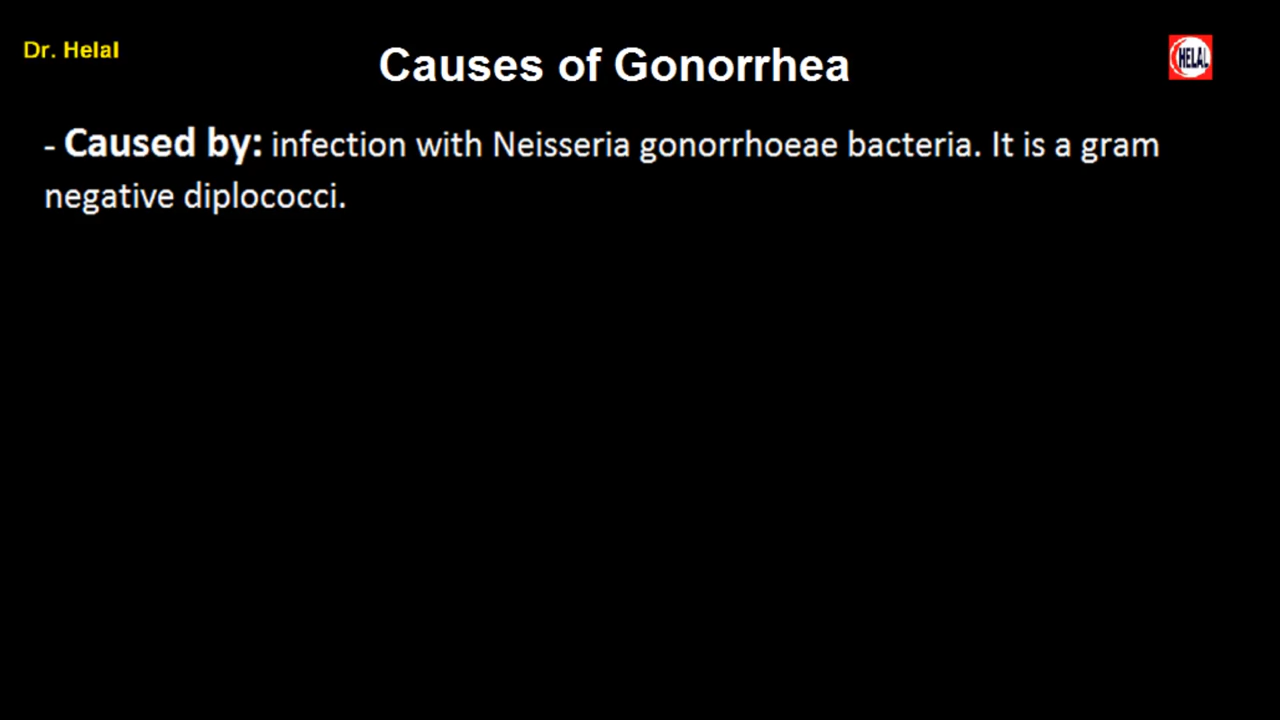 Dr. Helal
Causes of Gonorrhea
HELAL
- Caused by: infection with Neisseria gonorrhoeae bacteria. It is a gram
negative diplococci.